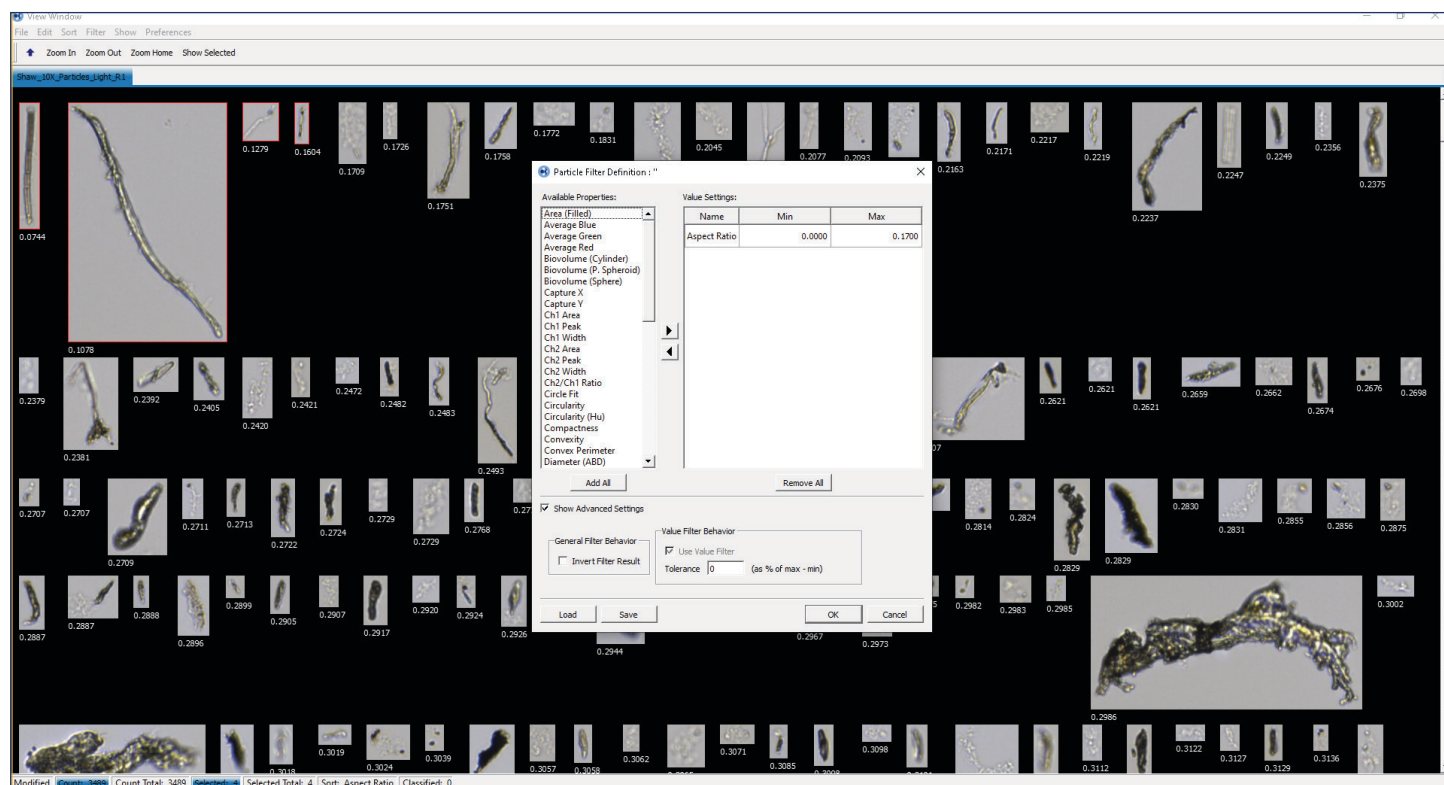 View Window
File Edit Sort Filter Show Preferences
Zoom In Zoom Out Zoom Home Show Selected
Shaw_10X_Particles_Light_R1
0.0744
0.1078
0.1279
0.1604
0.1709
0.1726
0.1751
0.1758
0.1772
0.1831
0.2045
0.2077
0.2093
0.2163
0.2171
0.2217
0.2219
0.2237
0.2247
0.2249
0.2356
0.2375
Particle Filter Definition : "
Available Properties:
Area (Filled)
Average Blue
Average Green
Average Red
Biovolume (Cylinder)
Biovolume (P. Spheroid)
Biovolume (Sphere)
Capture X
Capture Y
Ch1 Area
Ch1 Peak
Ch1 Width
Ch2 Area
Ch2 Peak
Ch2 Width
Ch2/Ch1 Ratio
Circle Fit
Circularity
Circularity (Hu)
Compactness
Convexity
Convex Perimeter
Diameter (ABD)
Add All
Value Settings:
Name Min Max
Aspect Ratio 0.0000 0.1700
Remove All
Show Advanced Settings
General Filter Behavior
Invert Filter Result
Value Filter Behavior
Use Value Filter
Tolerance 0 (as % of max - min)
Load Save OK Cancel
0.2379
0.2381
0.2392
0.2405
0.2420
0.2421
0.2472
0.2482
0.2483
0.2493
07
0.2621
0.2621
0.2621
0.2659
0.2662
0.2674
0.2676
0.2698
0.2707
0.2707
0.2709
0.2711
0.2713
0.2722
0.2724
0.2729
0.2729
0.2768
0.27
0.2814
0.2824
0.2829
0.2829
0.2830
0.2831
0.2855
0.2856
0.2875
0.2887
0.2887
0.2888
0.2896
0.2899
0.2905
0.2907
0.2917
0.2920
0.2924
0.2926
0.2944
0.2967
0.2973
5
0.2982
0.2983
0.2985
0.2986
0.3002
0.3018
0.3019
0.3024
0.3039
0.3057
0.3058
0.3062
0.3071
0.3085
0.3098
0.3112
0.3122
0.3127
0.3129
0.3136
Modified Count: 3489 Count Total: 3489 Selected: 4 Selected Total: 4 Sort: Aspect Ratio Classified: 0